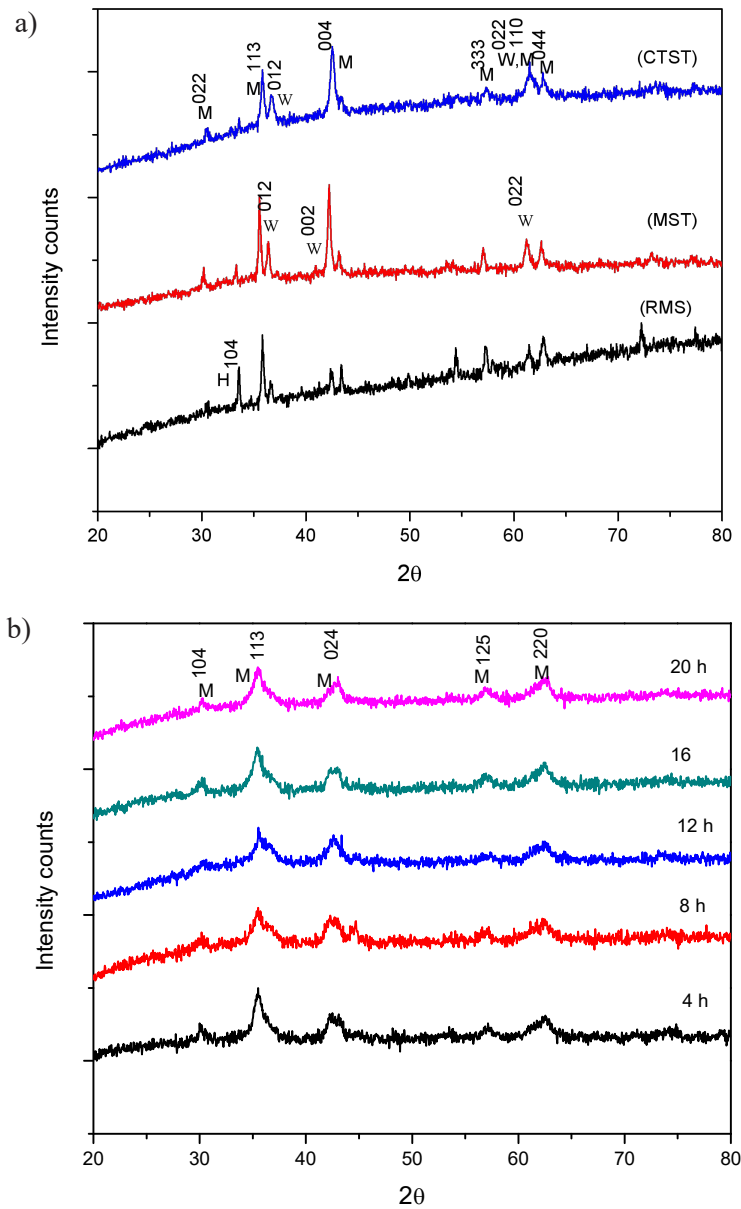 a)
Intensity counts
022
M
M
113
012
W
004
M
333
M
022
W,M
110
044
M
(CTST)
012
W
002
W
022
W
(MST)
H
104
(RMS)
20 30 40 50 60 70 80
2θ
b)
Intensity counts
104
M
M
113
024
M
M
125
220
M
20 h
16
12 h
8 h
4 h
20 30 40 50 60 70 80
2θ